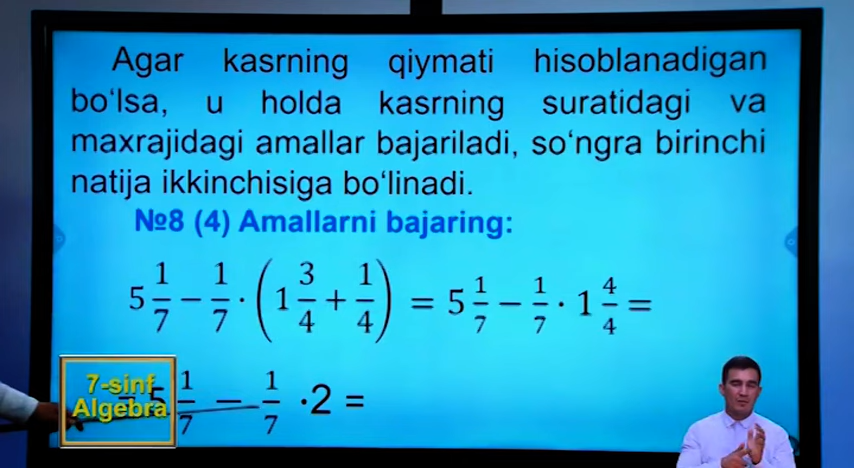 Agar kasrning qiymati hisoblanadigan
bo‘lsa, u holda kasrning suratidagi va
maxrajidagi amallar bajariladi, so‘ngra birinchi
natija ikkinchisiga bo‘linadi.
№8 (4) Amallarni bajaring:
5 1/7 − 1/7 · (1 3/4 + 1/4) = 5 1/7 − 1/7 · 1 4/4 =
5 1/7 − 1/7 · 2 =
7-sinf
Algebra